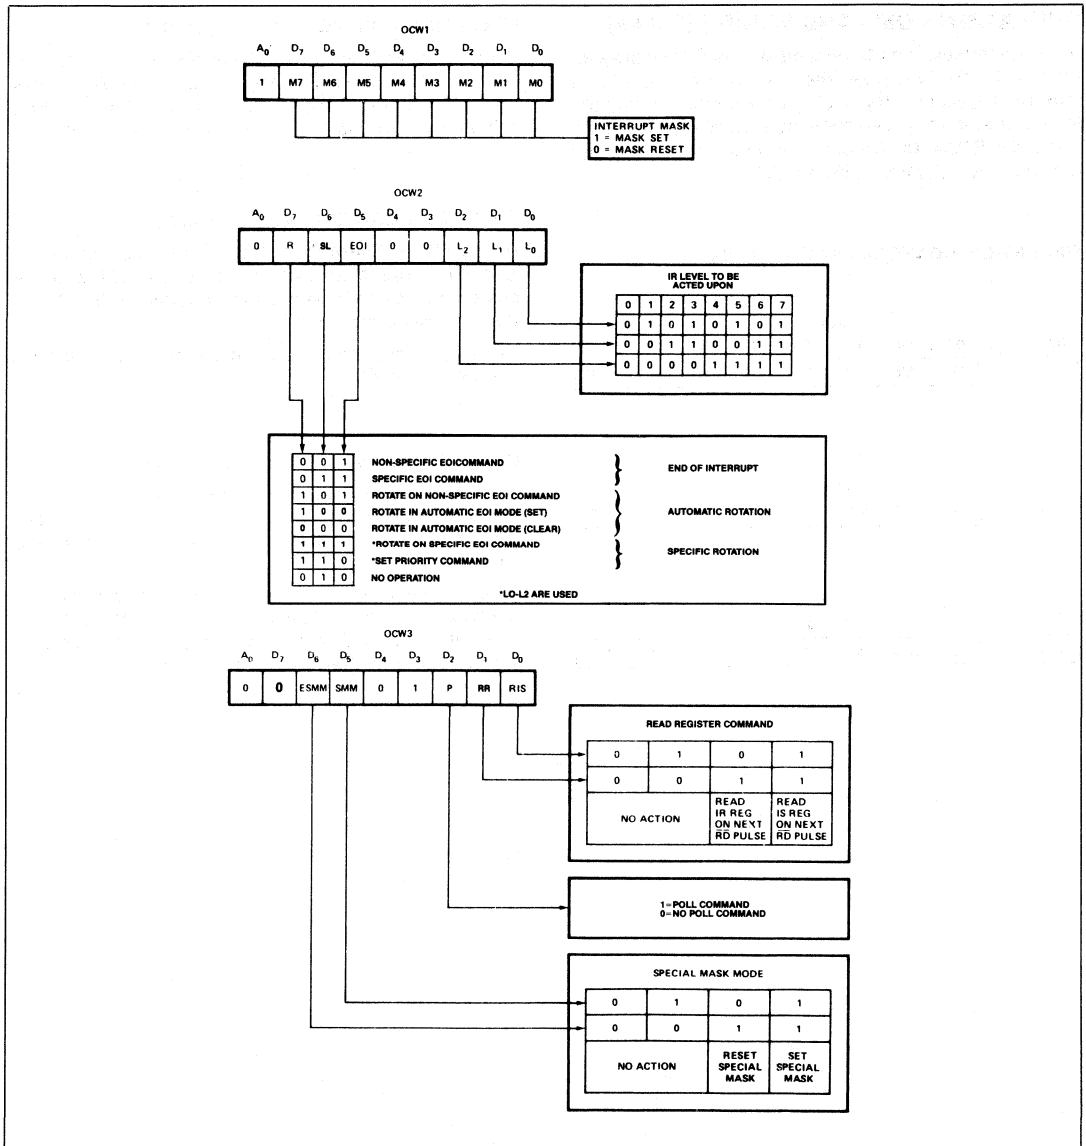 OCW1
A0 D7 D6 D5 D4 D3 D2 D1 D0
1 M7 M6 M5 M4 M3 M2 M1 M0
INTERRUPT MASK
1 = MASK SET
0 = MASK RESET
OCW2
A0 D7 D6 D5 D4 D3 D2 D1 D0
0 R SL EOI 0 0 L2 L1 L0
IR LEVEL TO BE
ACTED UPON
0 1 2 3 4 5 6 7
0 1 0 1 0 1 0 1
0 0 1 1 0 0 1 1
0 0 0 0 1 1 1 1
0 0 1 NON-SPECIFIC EOICOMMAND
0 1 1 SPECIFIC EOI COMMAND
END OF INTERRUPT
1 0 1 ROTATE ON NON-SPECIFIC EOI COMMAND
1 0 0 ROTATE IN AUTOMATIC EOI MODE (SET)
0 0 0 ROTATE IN AUTOMATIC EOI MODE (CLEAR)
AUTOMATIC ROTATION
1 1 1 *ROTATE ON SPECIFIC EOI COMMAND
1 1 0 *SET PRIORITY COMMAND
SPECIFIC ROTATION
0 1 0 NO OPERATION
*LO-L2 ARE USED
OCW3
A0 D7 D6 D5 D4 D3 D2 D1 D0
0 0 ESMM SMM 0 1 P RR RIS
READ REGISTER COMMAND
0 1 0 1
0 0 1 1
NO ACTION
READ
IR REG
ON NEXT
RD PULSE
READ
IS REG
ON NEXT
RD PULSE
1=POLL COMMAND
0=NO POLL COMMAND
SPECIAL MASK MODE
0 1 0 1
0 0 1 1
NO ACTION
RESET
SPECIAL
MASK
SET
SPECIAL
MASK